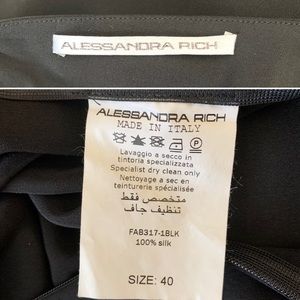 ALESSANDRA RICH
ALESSANDRA RICH
MADE IN ITALY
Lavaggio a secco in
tintoria specializzata
Specialist dry clean only
Nettoyage a sec en
teinturerie spécialisée
متخصص فقط
تنظيف جاف
FAB317-1BLK
100% silk
SIZE: 40